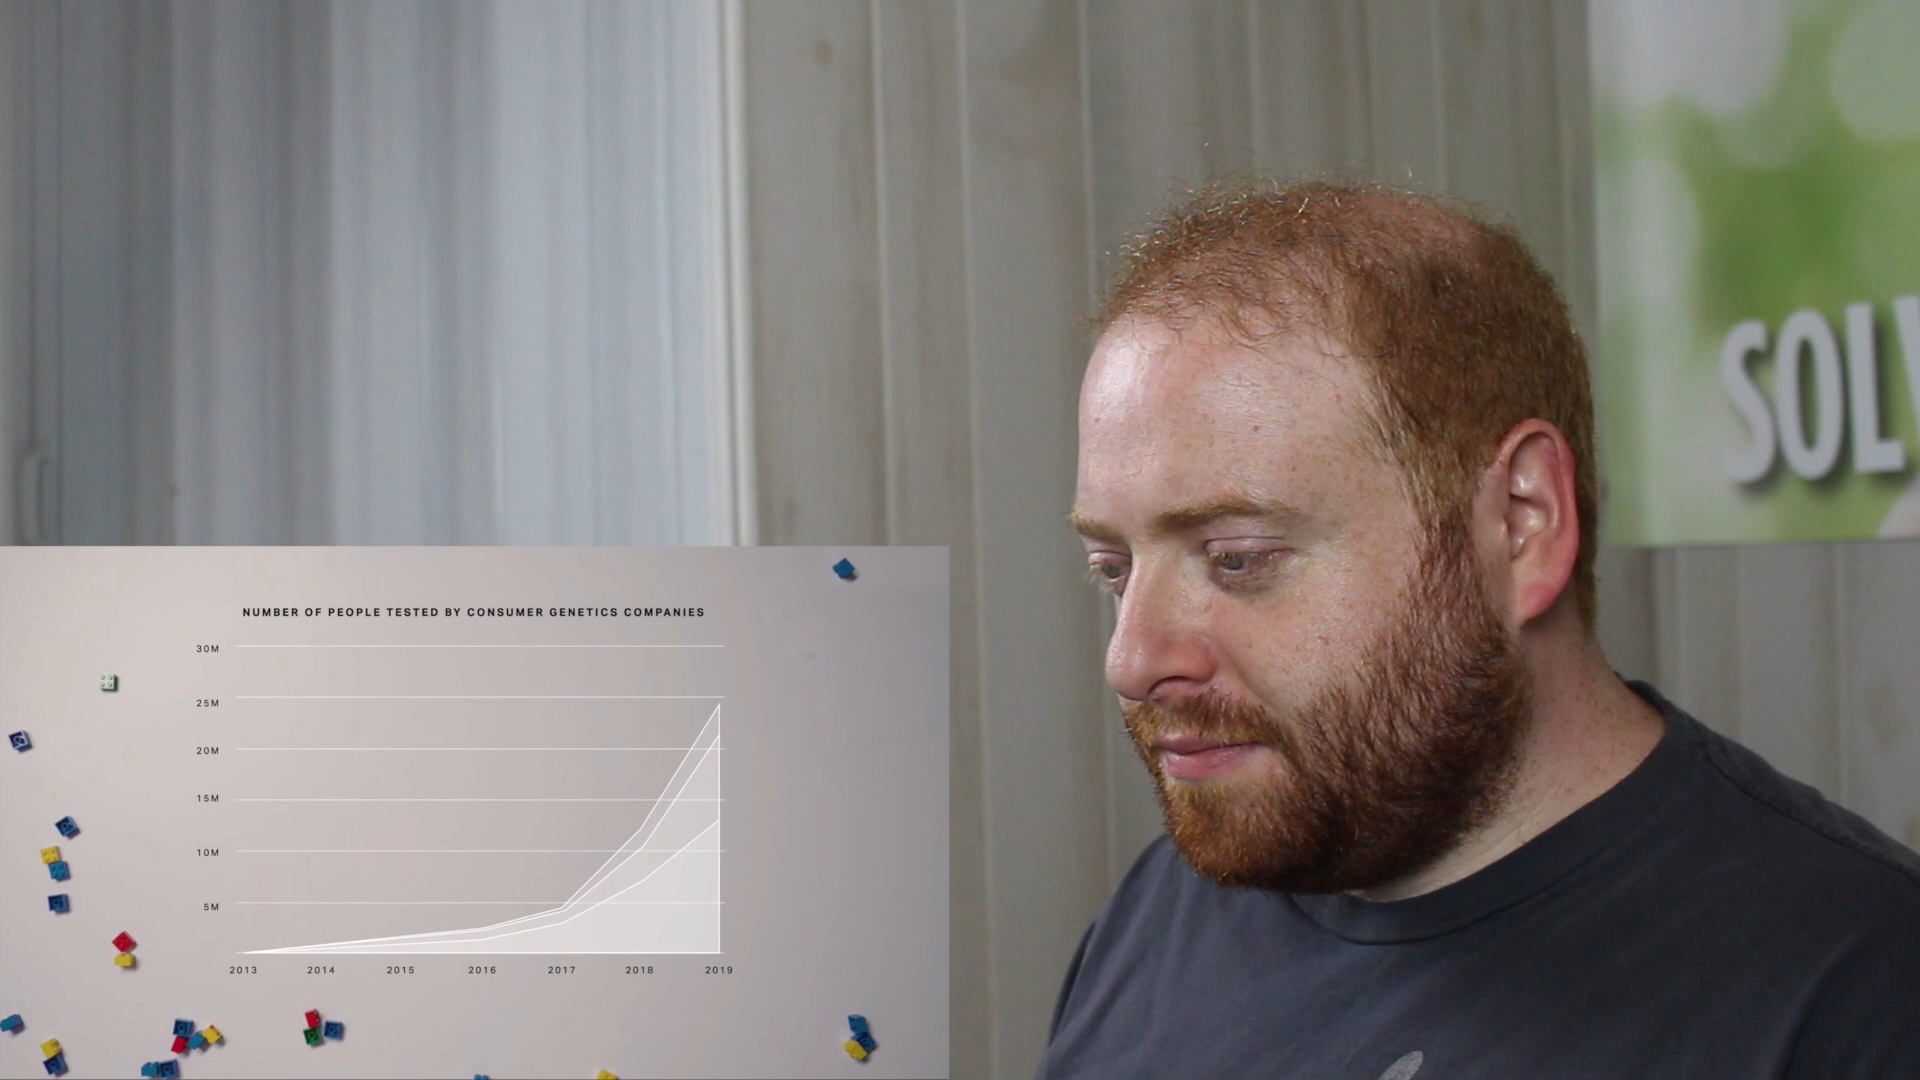 SOL
NUMBER OF PEOPLE TESTED BY CONSUMER GENETICS COMPANIES
30M
25M
20M
15M
10M
5M
2013 2014 2015 2016 2017 2018 2019